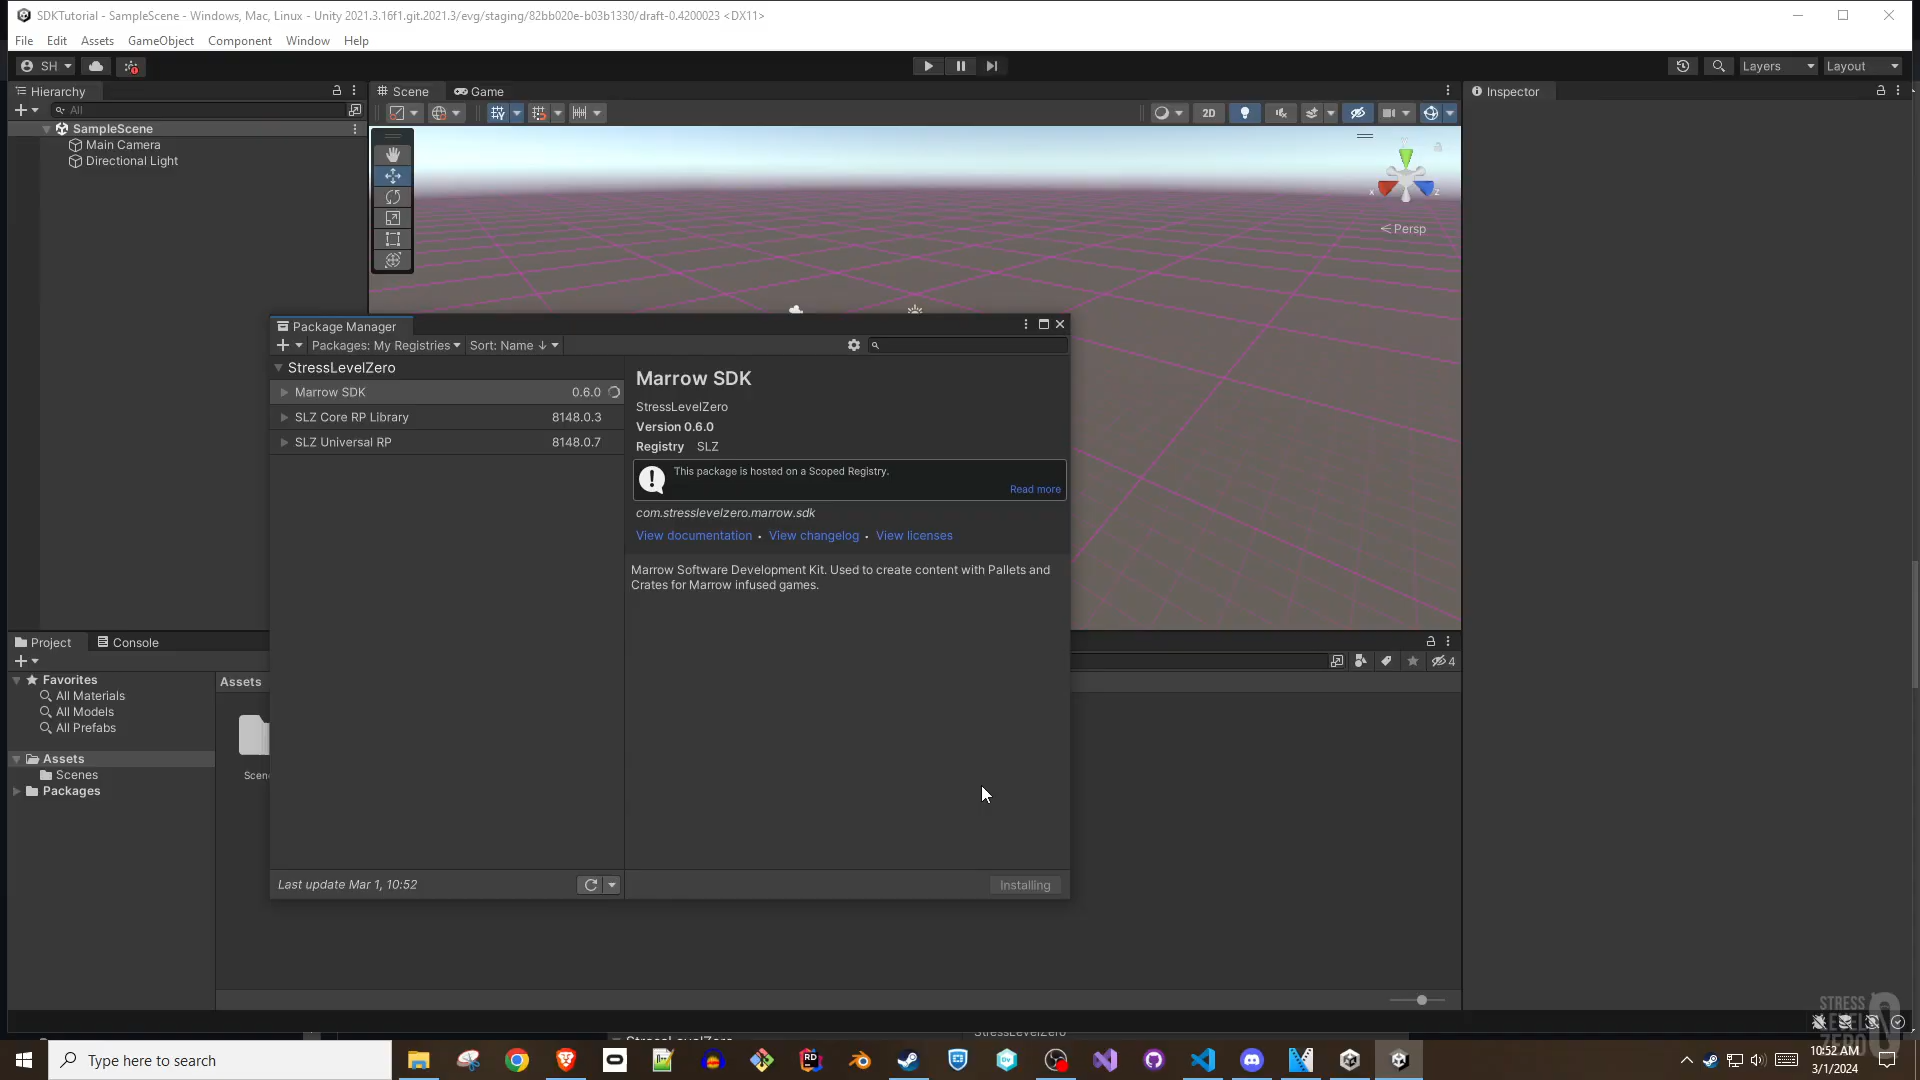 SDKTutorial - SampleScene - Windows, Mac, Linux - Unity 2021.3.16f1.git.2021.3/evg/staging/82bb020e-b03b1330/draft-0.4200023 <DX11>
File Edit Assets GameObject Component Window Help
SH
Layers Layout
Hierarchy
Scene Game
Inspector
All
2D
SampleScene
Main Camera
Directional Light
y
x z
Persp
Package Manager
Packages: My Registries Sort: Name ↓
StressLevelZero
Marrow SDK 0.6.0
SLZ Core RP Library 8148.0.3
SLZ Universal RP 8148.0.7
Marrow SDK
StressLevelZero
Version 0.6.0
Registry SLZ
This package is hosted on a Scoped Registry.
Read more
com.stresslevelzero.marrow.sdk
View documentation • View changelog • View licenses
Marrow Software Development Kit. Used to create content with Pallets and
Crates for Marrow infused games.
Last update Mar 1, 10:52
Installing
Project Console
4
Favorites
All Materials
All Models
All Prefabs
Assets
Scenes
Packages
Assets
Scen
STRESS
LEVEL
ZERO
StressLevelZero
StressLevelZero
Type here to search
10:52 AM
3/1/2024